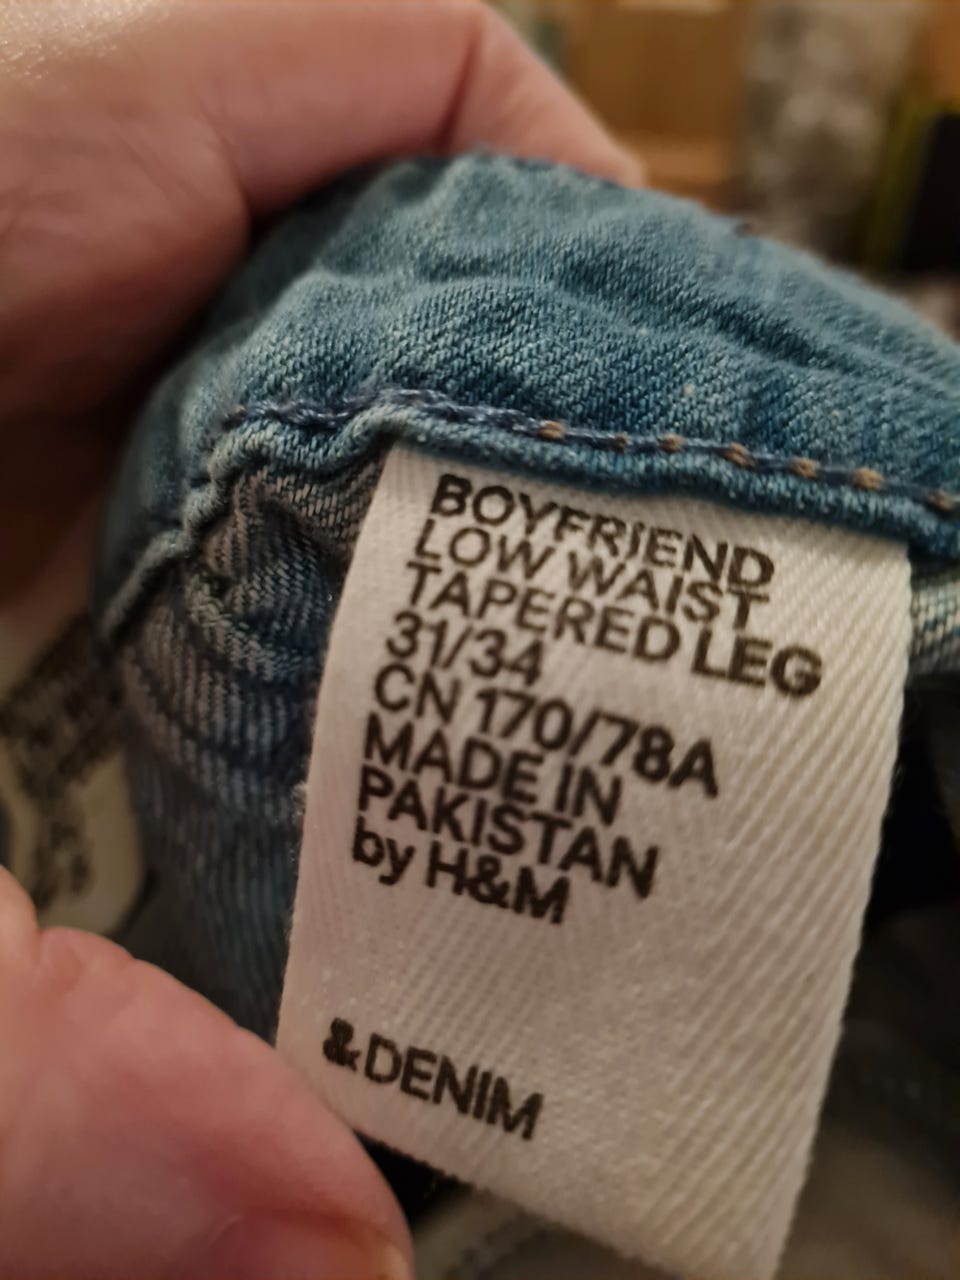 BOYFRIEND
LOW WAIST
TAPERED LEG
31/34
CN 170/78A
MADE IN
PAKISTAN
by H&M
&DENIM